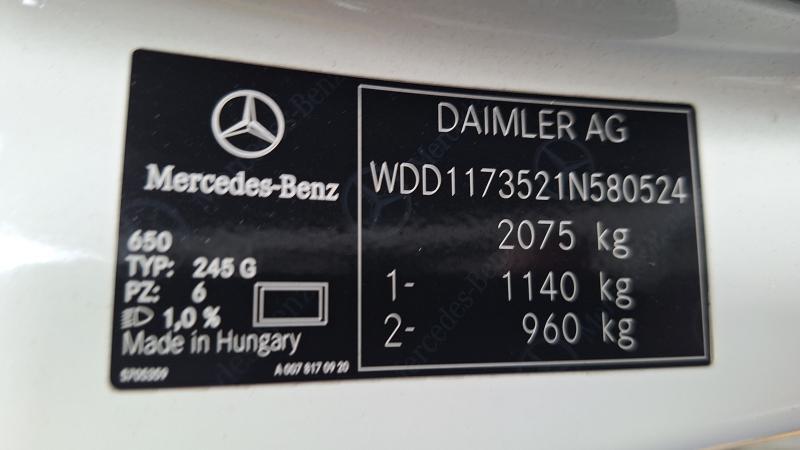 Mercedes-Benz
650
TYP: 245 G
PZ: 6
1,0 %
Made in Hungary
S705359
A 007 817 09 20
DAIMLER AG
WDD1173521N580524
2075 kg
1- 1140 kg
2- 960 kg